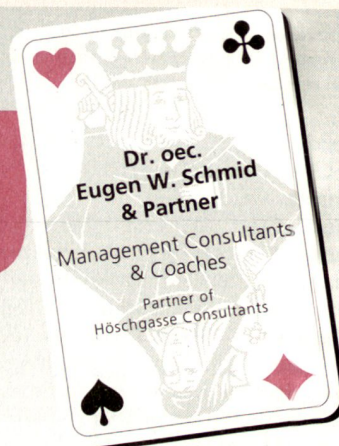 Dr. oec.
Eugen W. Schmid
& Partner
Management Consultants
& Coaches
Partner of
Höschgasse Consultants